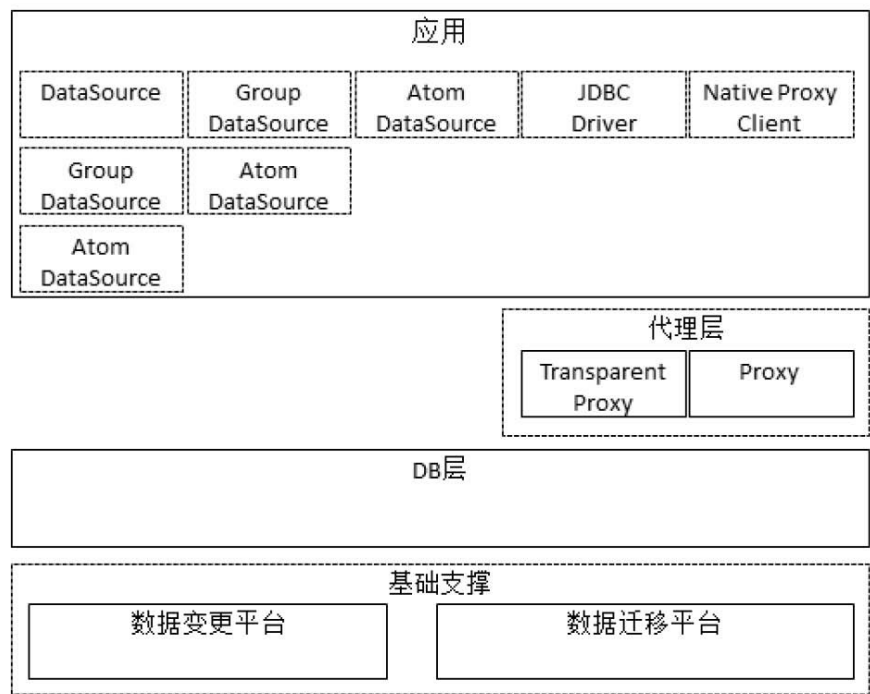 应用
DataSource
Group
DataSource
Atom
DataSource
JDBC
Driver
Native Proxy
Client
Group
DataSource
Atom
DataSource
Atom
DataSource
代理层
Transparent
Proxy
Proxy
DB层
基础支撑
数据变更平台
数据迁移平台